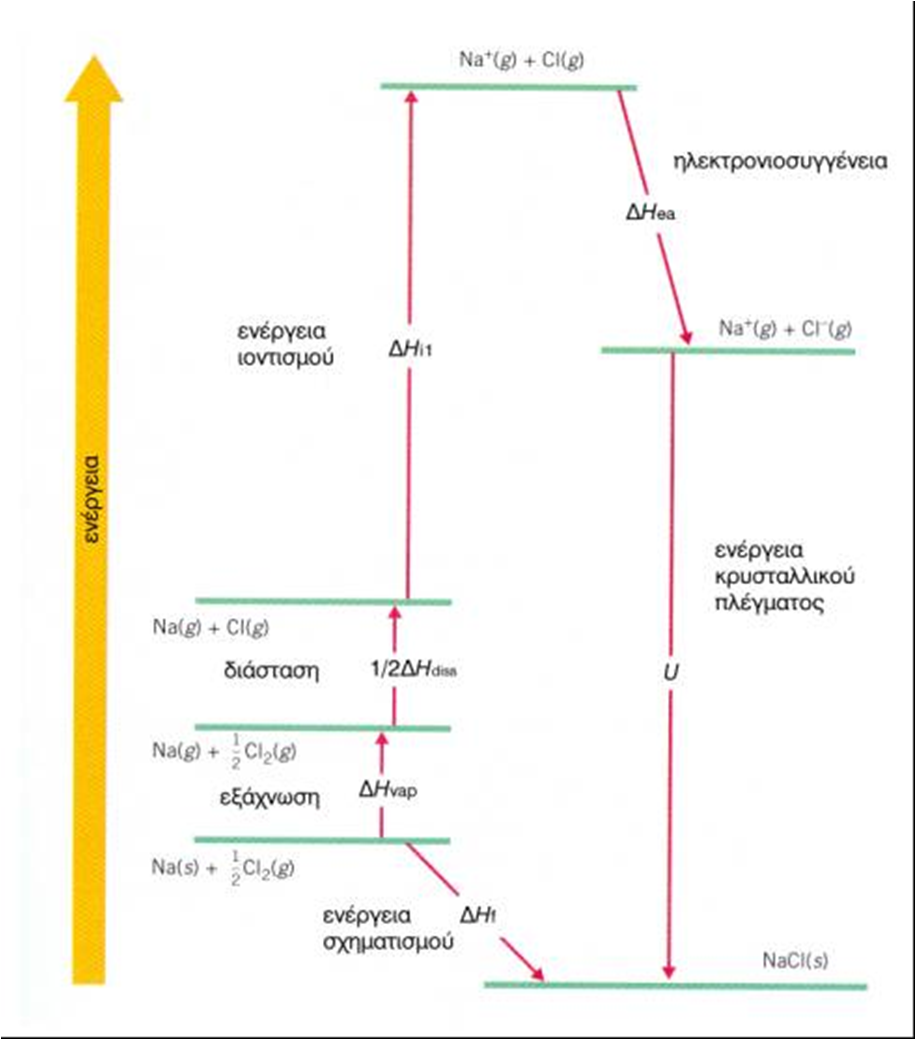 Na⁺(g) + Cl(g)
ηλεκτρονιοσυγγένεια
ΔHea
Na⁺(g) + Cl⁻(g)
ενέργεια
ιοντισμού
ΔHi1
ενέργεια
ενέργεια
κρυσταλλικού
πλέγματος
Na(g) + Cl(g)
διάσταση
1/2ΔHdiss
U
Na(g) + 1/2Cl₂(g)
εξάχνωση
ΔHvap
Na(s) + 1/2Cl₂(g)
ενέργεια
σχηματισμού
ΔHf
NaCl(s)